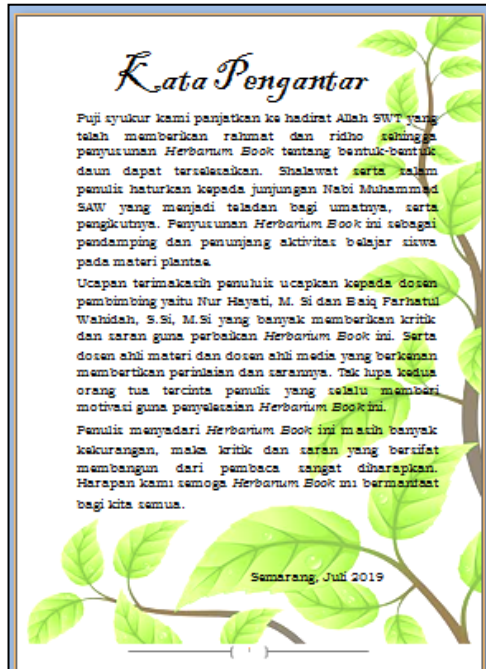 Kata Pengantar
Puji syukur kami panjatkan ke hadirat Allah SWT yang
telah memberikan rahmat dan ridho sehingga
penyusunan Herbarium Book tentang bentuk-bentuk
daun dapat terselesaikan. Shalawat serta salam
penulis haturkan kepada junjungan Nabi Muhammad
SAW yang menjadi teladan bagi umatnya, serta
pengikutnya. Penyusunan Herbarium Book ini sebagai
pendamping dan penunjang aktivitas belajar siswa
pada materi plantae.
Ucapan terimakasih penuluis ucapkan kepada dosen
pembimbing yaitu Nur Hayati, M. Si dan Baiq Farhatul
Wahidah, S.Si, M.Si yang banyak memberikan kritik
dan saran guna perbaikan Herbarium Book ini. Serta
dosen ahli materi dan dosen ahli media yang berkenan
membertikan perinlaian dan sarannya. Tak lupa kedua
orang tua tercinta penulis yang selalu memberi
motivasi guna penyelesaian Herbarium Book ini.
Penulis menyadari Herbarium Book ini masih banyak
kekurangan, maka kritik dan saran yang bersifat
membangun dari pembaca sangat diharapkan.
Harapan kami semoga Herbarium Book ini bermanfaat
bagi kita semua.
Semarang, Juli 2019